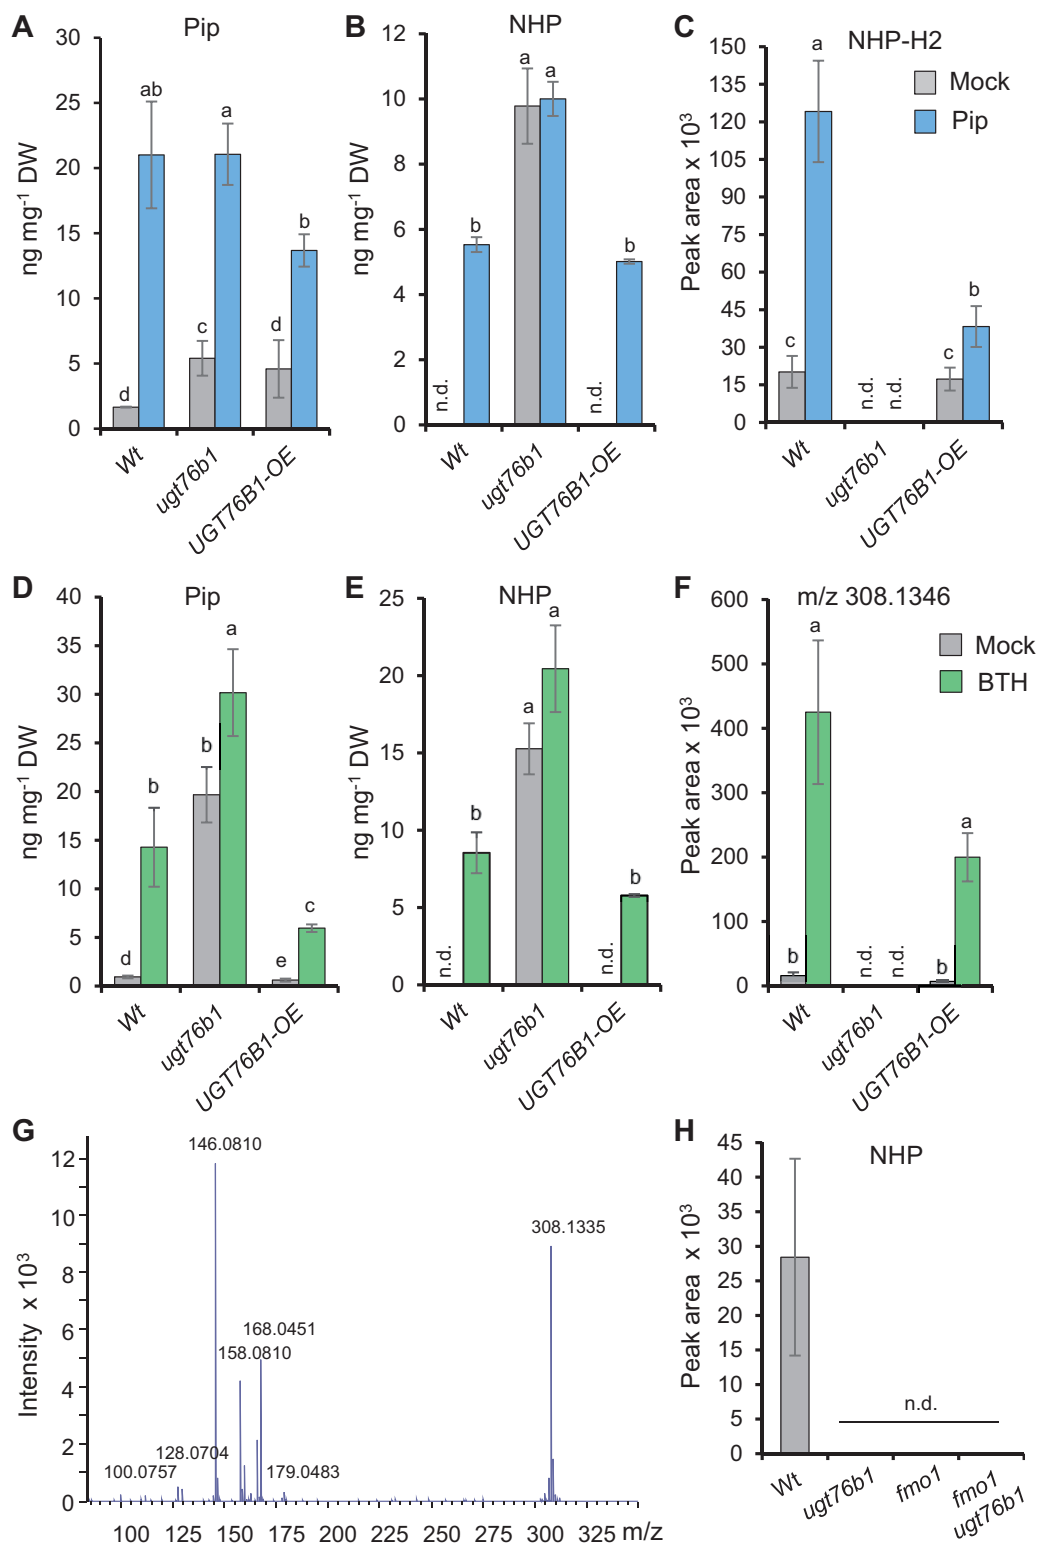 A
Pip
30
25
20
15
10
5
0
ng mg⁻¹ DW
d
ab
c
a
d
b
Wt
ugt76b1
UGT76B1-OE
B
NHP
12
10
8
6
4
2
0
ng mg⁻¹ DW
n.d.
b
a
a
n.d.
b
Wt
ugt76b1
UGT76B1-OE
C
NHP-H2
Mock
Pip
150
135
120
105
90
75
60
45
30
15
0
Peak area x 10³
c
a
n.d.
n.d.
c
b
Wt
ugt76b1
UGT76B1-OE
D
Pip
40
35
30
25
20
15
10
5
0
ng mg⁻¹ DW
d
b
b
a
e
c
Wt
ugt76b1
UGT76B1-OE
E
NHP
25
20
15
10
5
0
ng mg⁻¹ DW
n.d.
b
a
a
n.d.
b
Wt
ugt76b1
UGT76B1-OE
F
m/z 308.1346
Mock
BTH
600
500
400
300
200
100
0
Peak area x 10³
b
a
n.d.
n.d.
b
a
Wt
ugt76b1
UGT76B1-OE
G
12
10
8
6
4
2
0
Intensity x 10³
146.0810
308.1335
168.0451
158.0810
128.0704
100.0757
179.0483
100 125 150 175 200 225 250 275 300 325 m/z
H
NHP
45
40
35
30
25
20
15
10
5
0
Peak area x 10³
n.d.
Wt
ugt76b1
fmo1
fmo1
ugt76b1